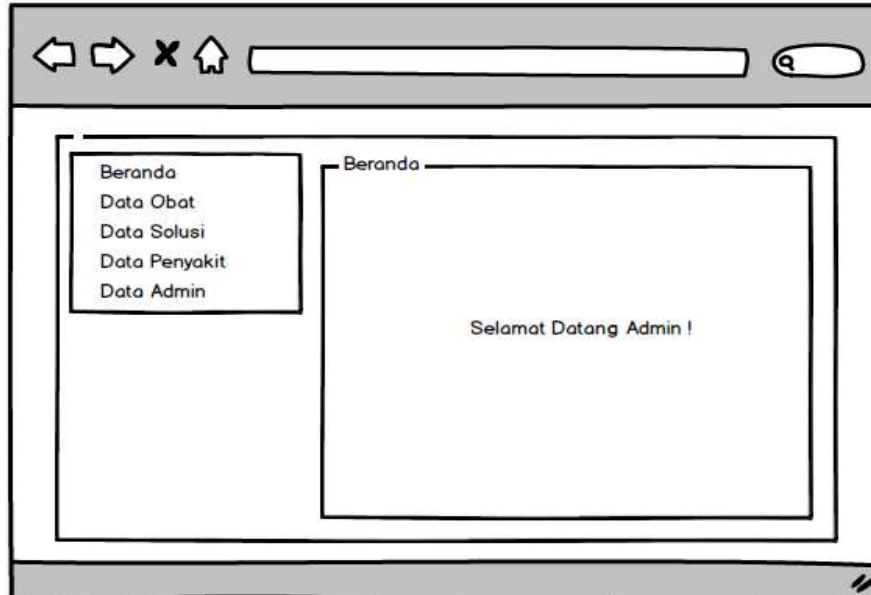 Beranda
Data Obat
Data Solusi
Data Penyakit
Data Admin
Beranda
Selamat Datang Admin !